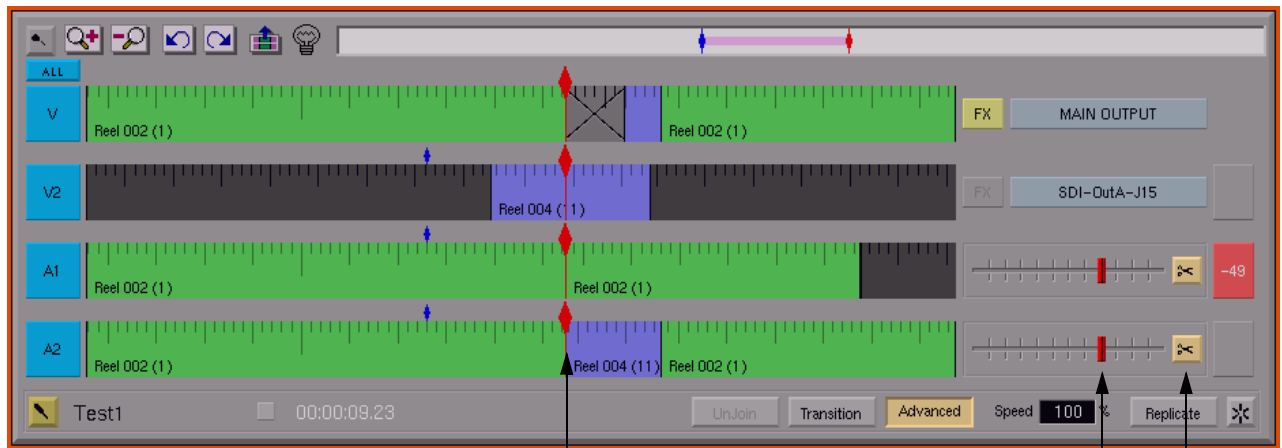 ALL
V
Reel 002 (1)
Reel 002 (1)
FX
MAIN OUTPUT
V2
Reel 004 (11)
FX
SDI-OutA-J15
A1
Reel 002 (1)
Reel 002 (1)
-49
A2
Reel 002 (1)
Reel 004 (11)
Reel 002 (1)
Test1
00:00:09.23
UnJoin
Transition
Advanced
Speed
100
%
Replicate